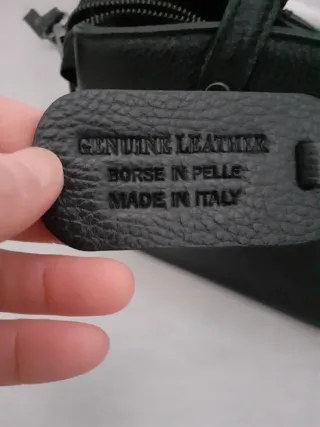 GENUINE LEATHER
BORSE IN PELLE
MADE IN ITALY